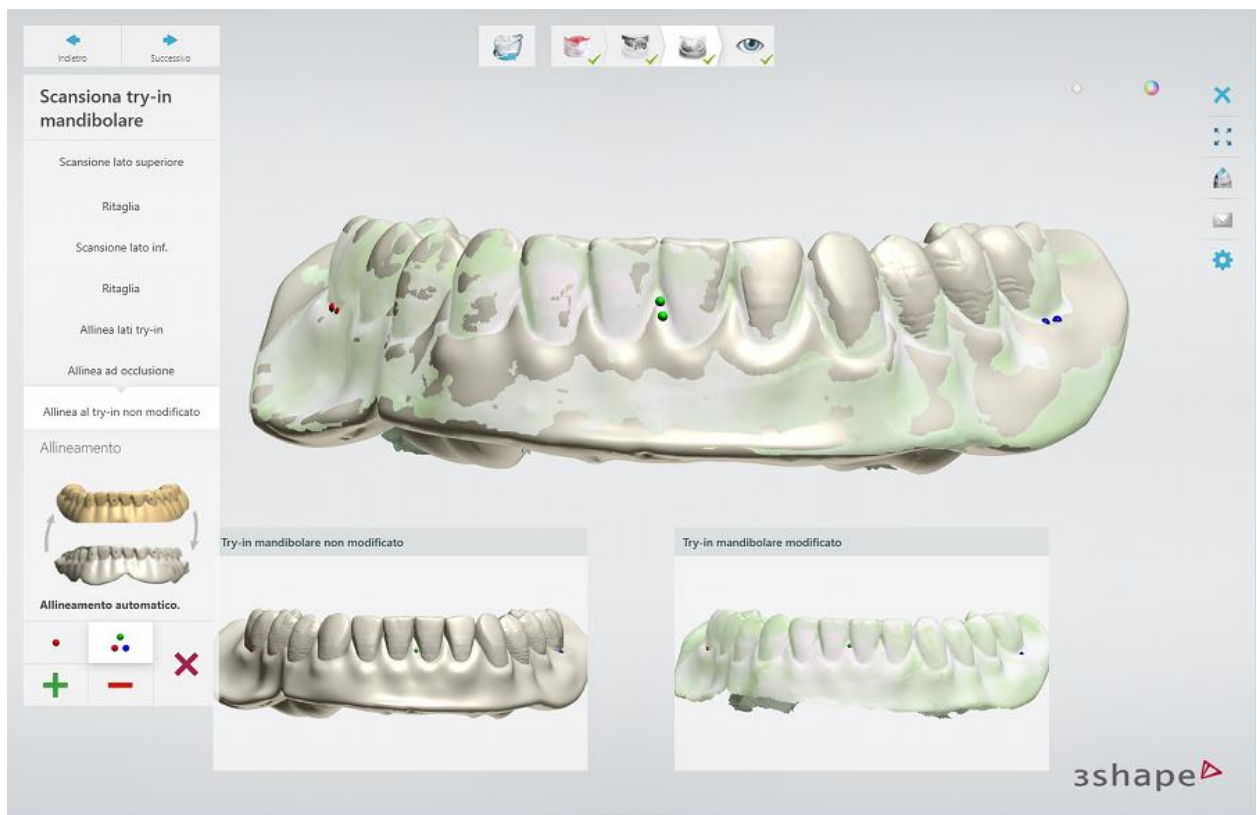 Indietro
Successivo
Scansiona try-in
mandibolare
Scansione lato superiore
Ritaglia
Scansione lato inf.
Ritaglia
Allinea lati try-in
Allinea ad occlusione
Allinea al try-in non modificato
Allineamento
Allineamento automatico.
Try-in mandibolare non modificato
Try-in mandibolare modificato
3shape